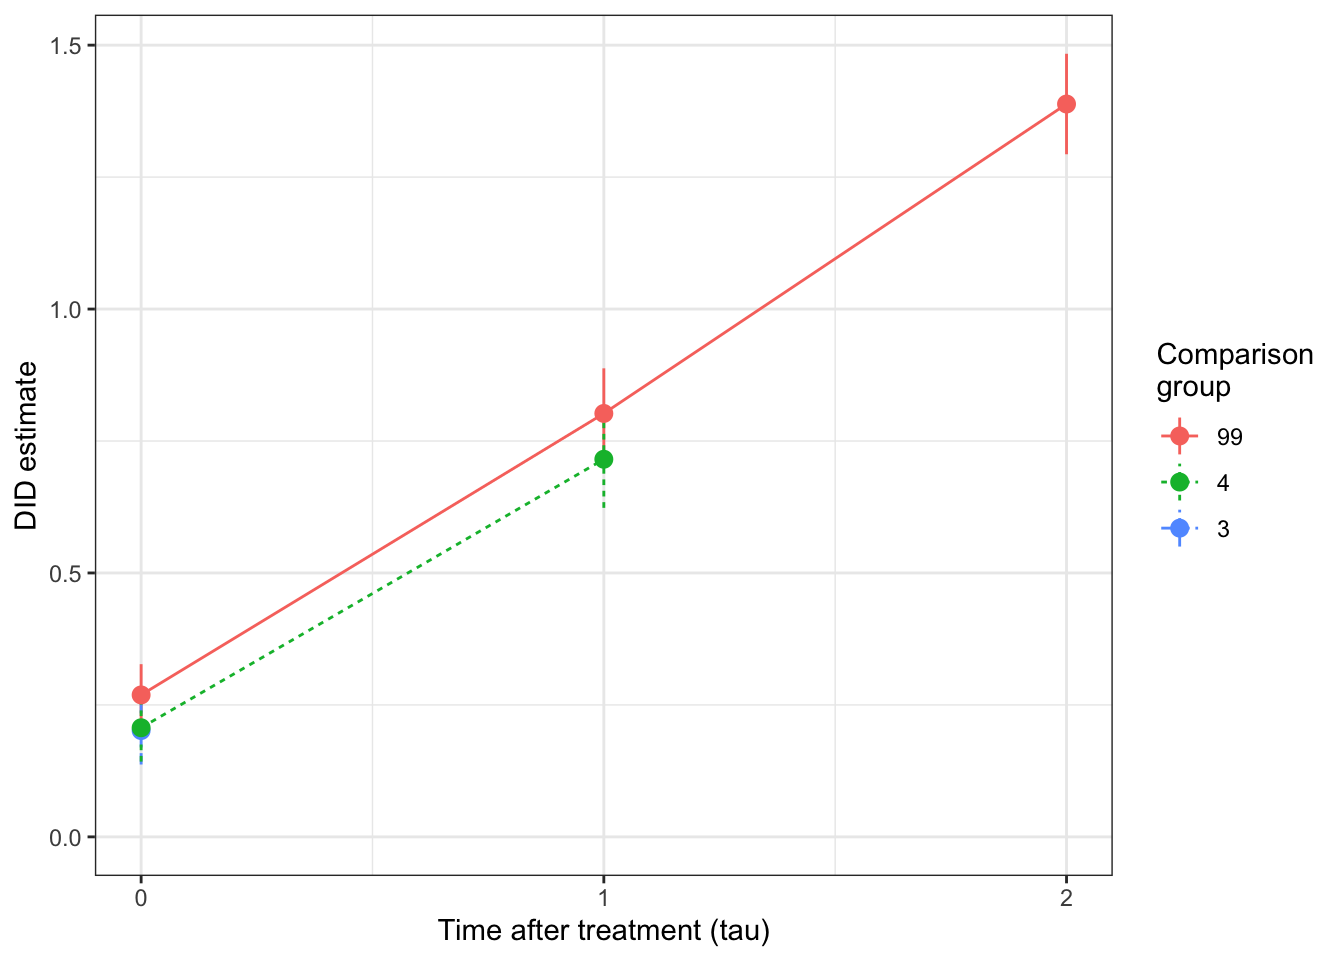 1.5
1.0
0.5
0.0
DID estimate
0
1
2
Time after treatment (tau)
Comparison
group
99
4
3